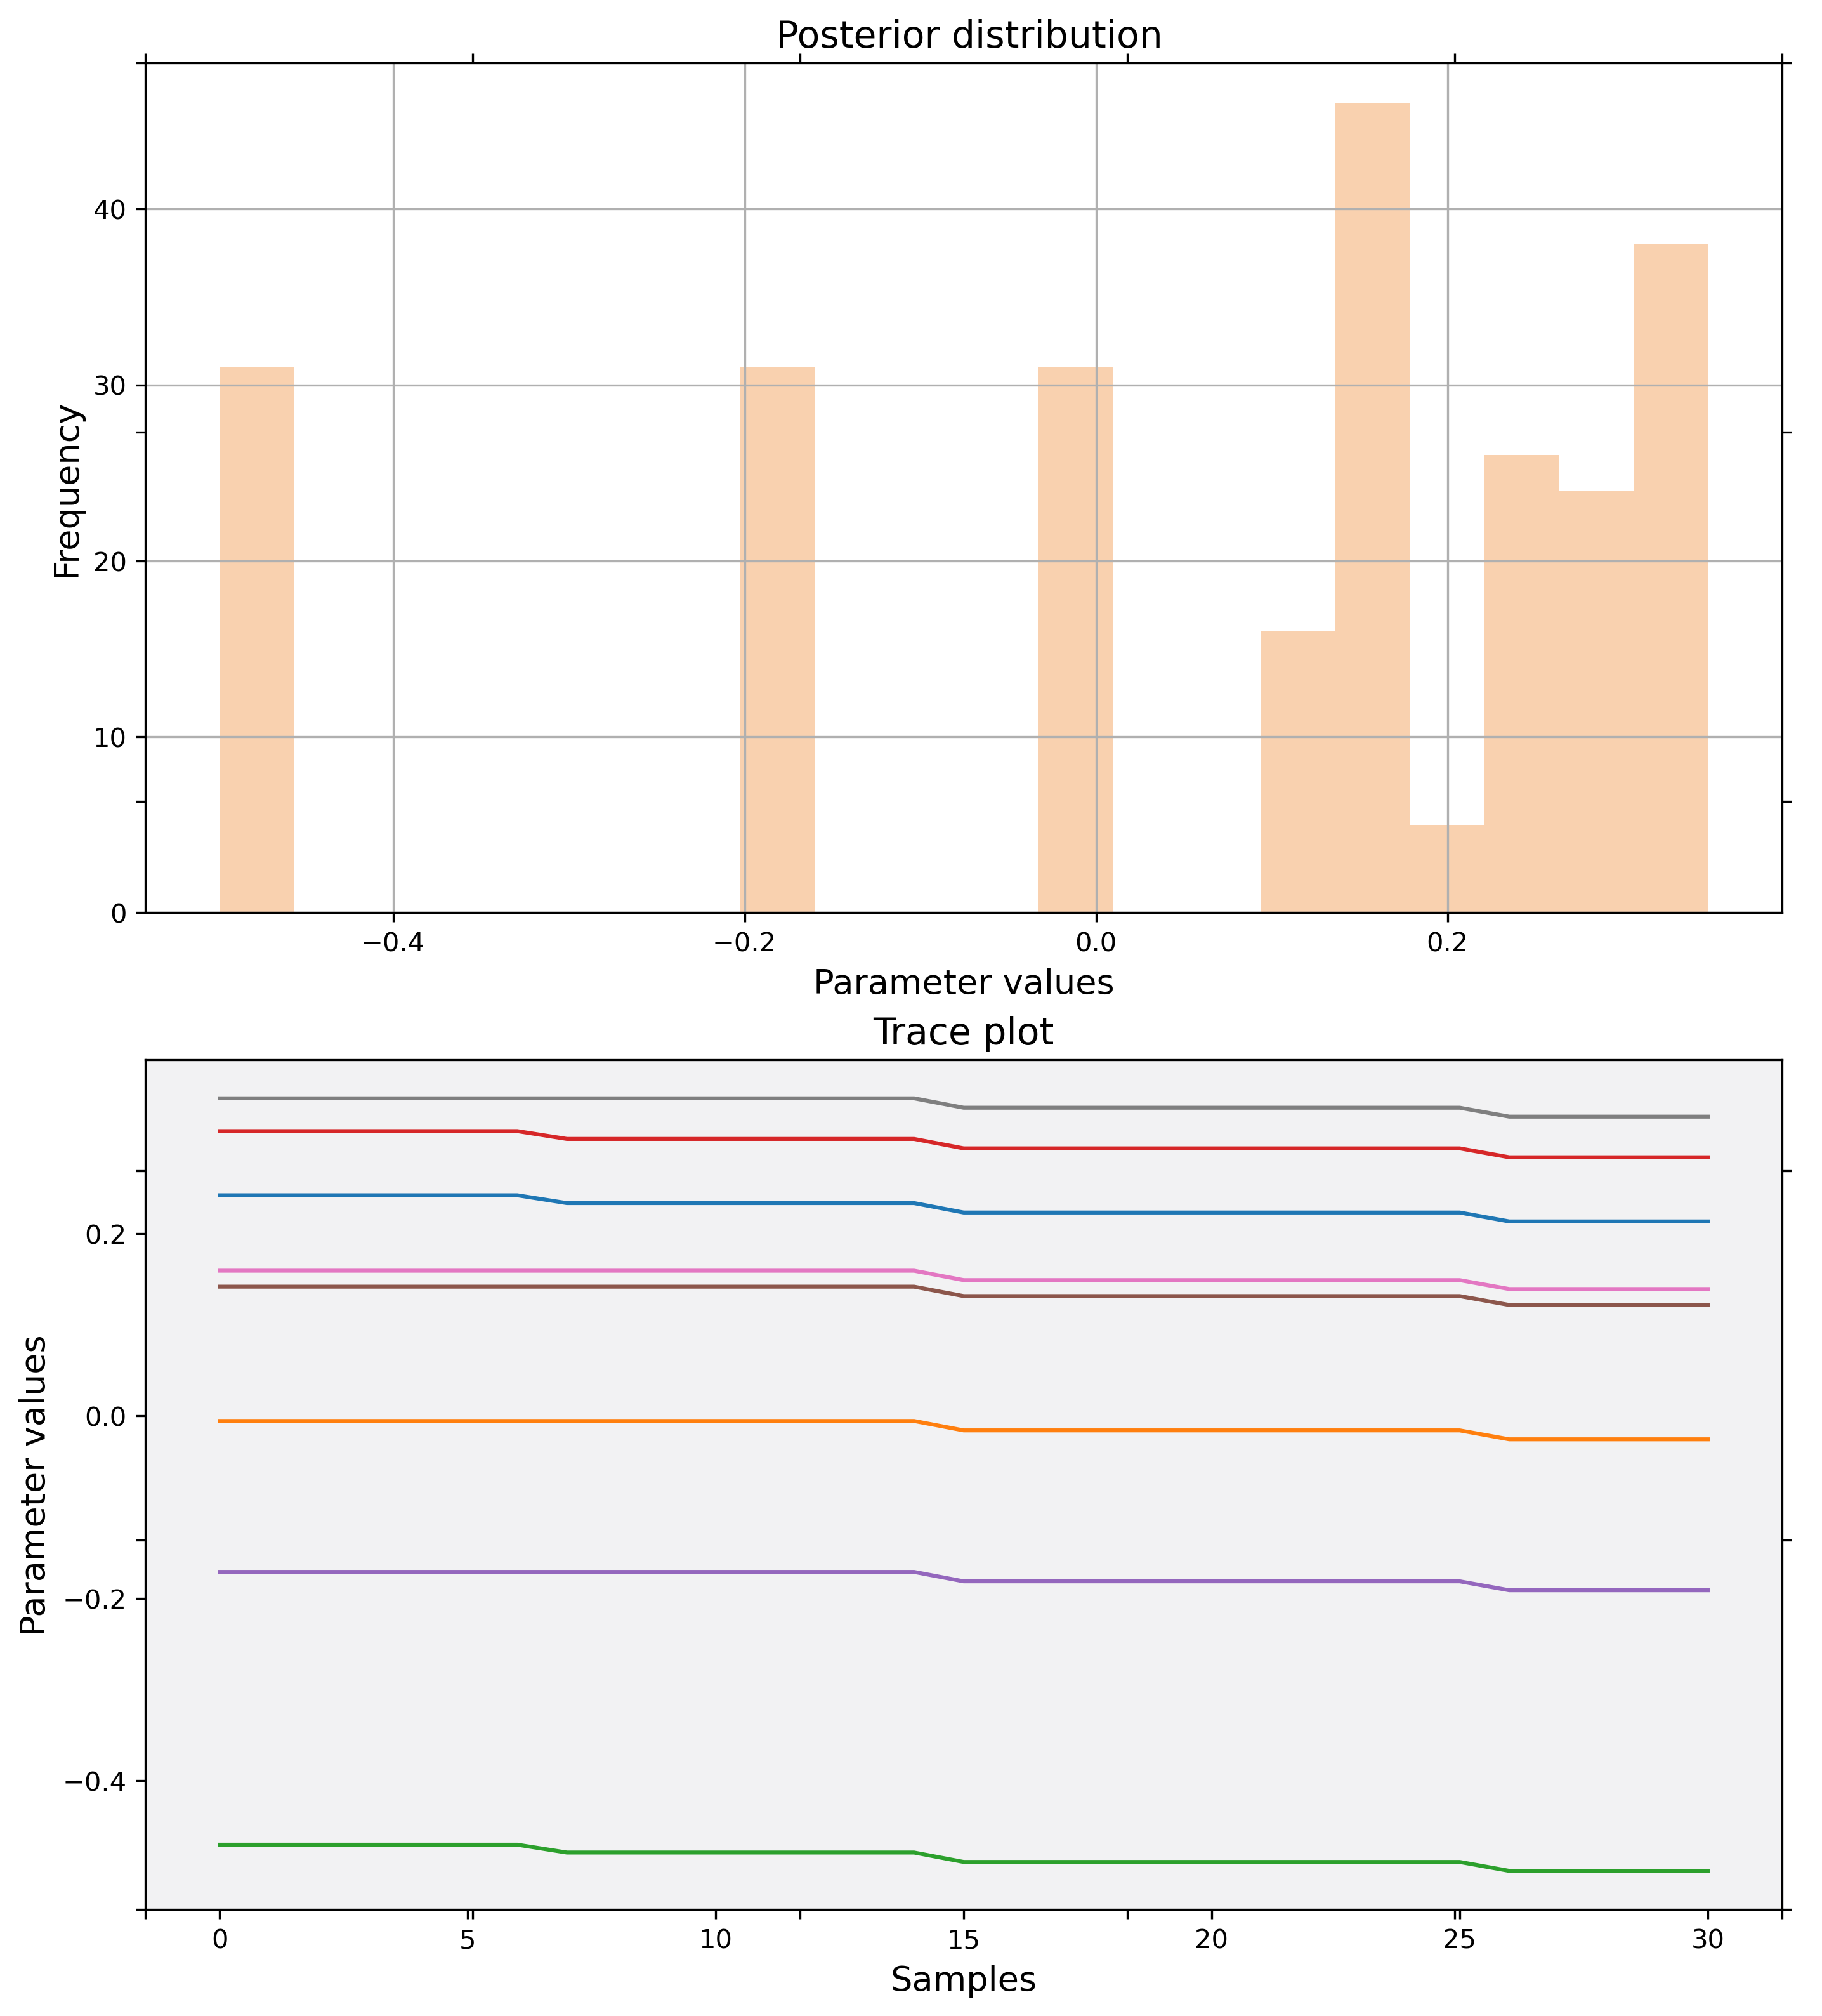 Posterior distribution
Frequency
40
30
20
10
0
−0.4 −0.2 0.0 0.2
Parameter values
Trace plot
Parameter values
0.2
0.0
−0.2
−0.4
0 5 10 15 20 25 30
Samples